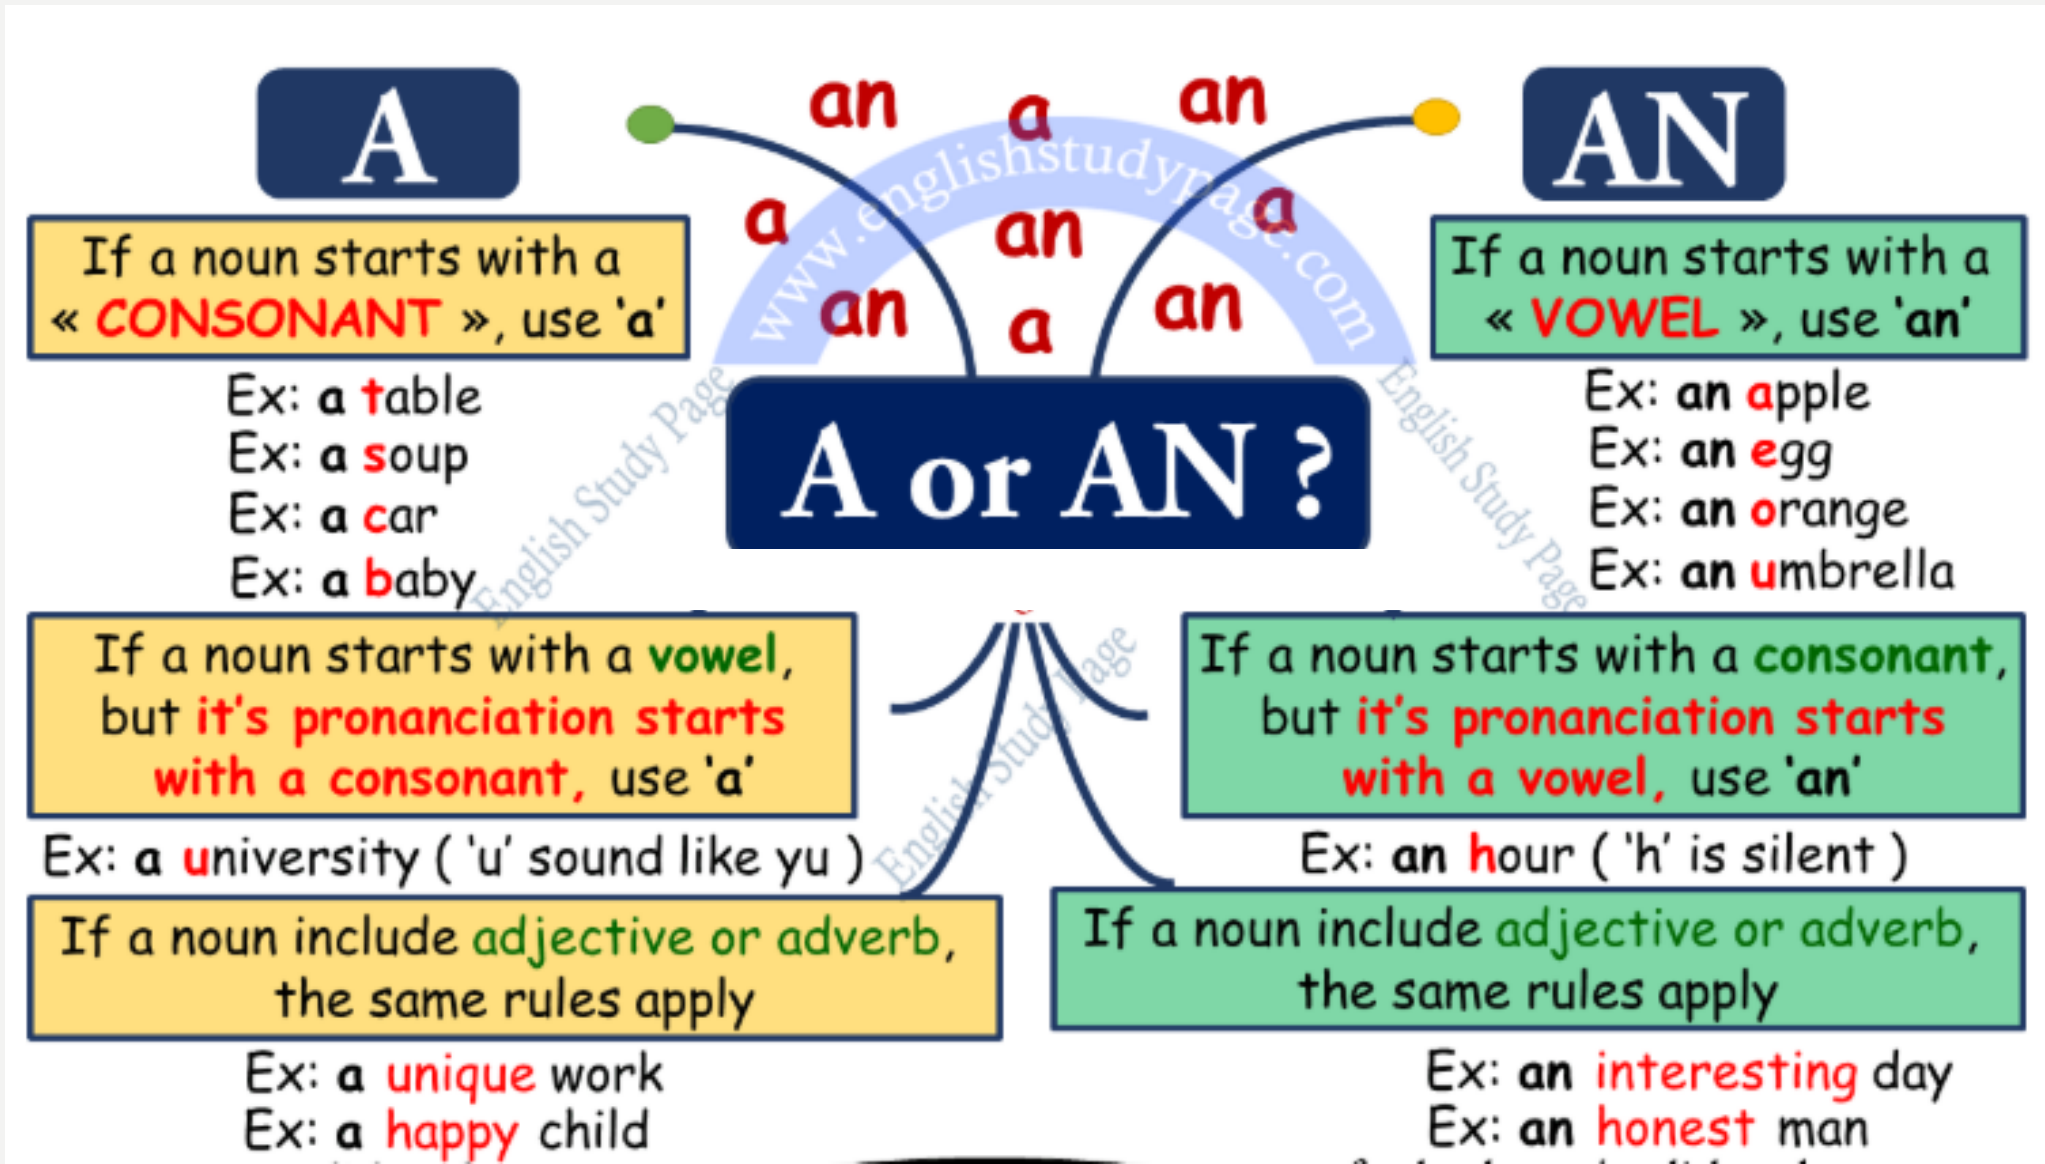 A
an a an
AN
a an a
an a an
www.englishstudypage.com
If a noun starts with a
« CONSONANT », use ‘a’
Ex: a table
Ex: a soup
Ex: a car
Ex: a baby
A or AN ?
If a noun starts with a
« VOWEL », use ‘an’
Ex: an apple
Ex: an egg
Ex: an orange
Ex: an umbrella
English Study Page
English Study Page
English Study Page
If a noun starts with a vowel,
but it’s pronanciation starts
with a consonant, use ‘a’
Ex: a university ( ‘u’ sound like yu )
If a noun starts with a consonant,
but it’s pronanciation starts
with a vowel, use ‘an’
Ex: an hour ( ‘h’ is silent )
If a noun include adjective or adverb,
the same rules apply
Ex: a unique work
Ex: a happy child
If a noun include adjective or adverb,
the same rules apply
Ex: an interesting day
Ex: an honest man